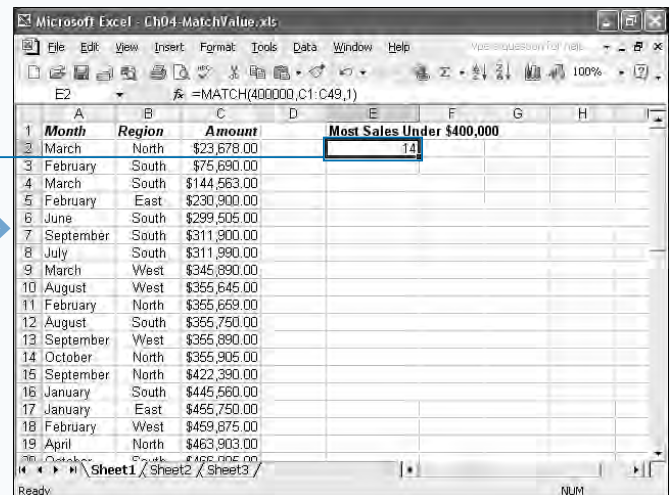 Microsoft Excel - Ch04-MatchValue.xls
File Edit View Insert Format Tools Data Window Help
100%
E2 fx =MATCH(400000,C1:C49,1)
A B C D E F G H
1 Month Region Amount Most Sales Under $400,000
2 March North $23,678.00 14
3 February South $75,690.00
4 March South $144,563.00
5 February East $230,900.00
6 June South $299,505.00
7 September South $311,900.00
8 July South $311,990.00
9 March West $345,890.00
10 August West $355,645.00
11 February North $355,659.00
12 August South $355,750.00
13 September West $355,890.00
14 October North $355,905.00
15 September North $422,390.00
16 January South $445,560.00
17 January East $455,750.00
18 February West $459,875.00
19 April North $463,903.00
Sheet1 / Sheet2 / Sheet3 /
Ready NUM